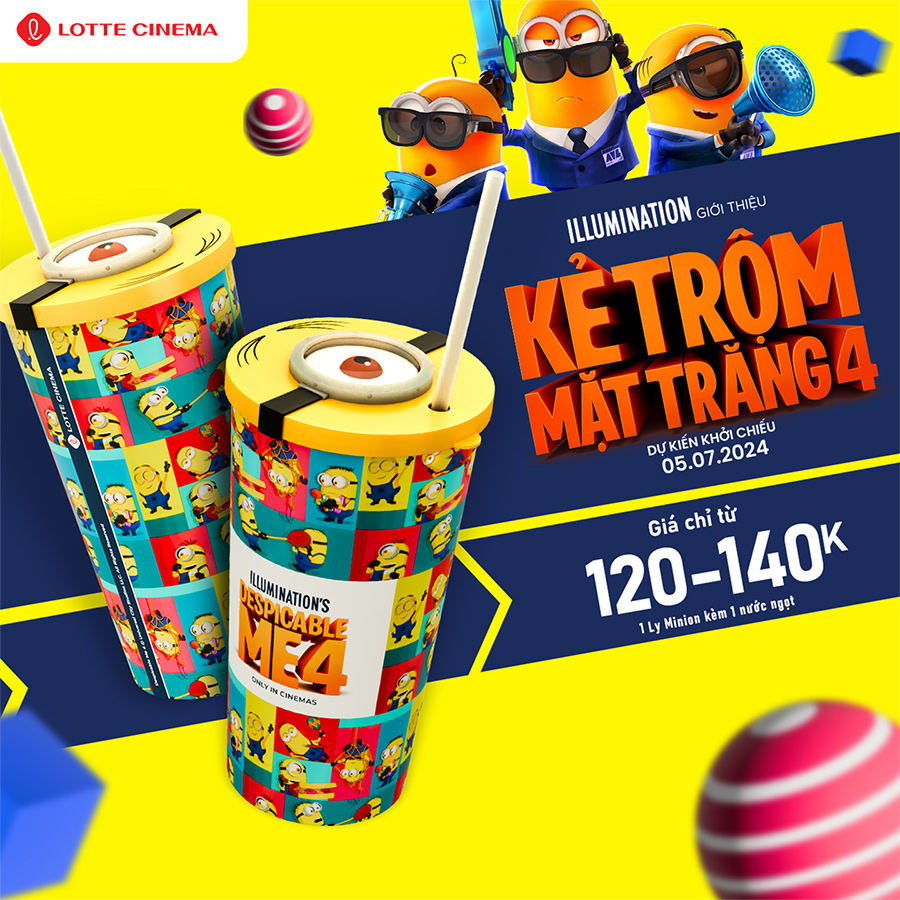 LOTTE CINEMA
ILLUMINATION GIỚI THIỆU
KẺ TRỘM
MẶT TRĂNG 4
DỰ KIẾN KHỞI CHIẾU
05.07.2024
Giá chỉ từ
120-140K
1 Ly Minion kèm 1 nước ngọt
LOTTE CINEMA
ILLUMINATION'S
DESPICABLE
ME 4
ONLY IN CINEMAS
AVL